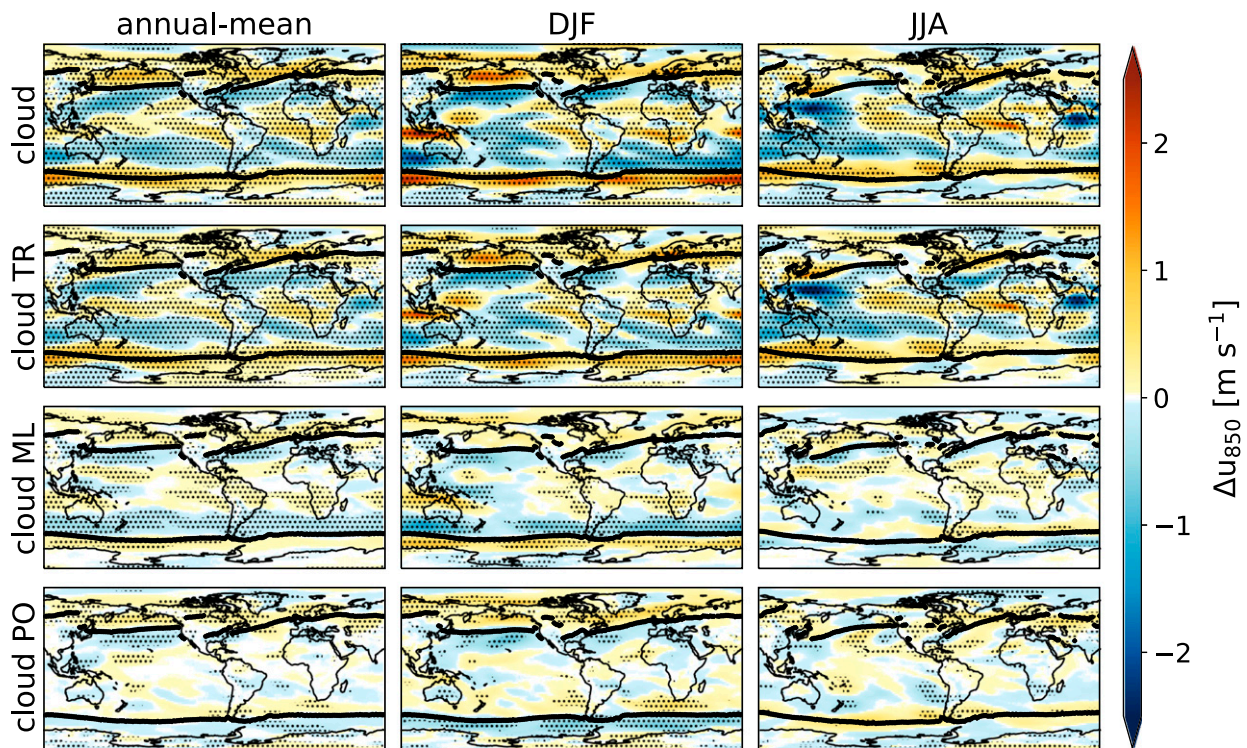 annual-mean DJF JJA
cloud
cloud TR
cloud ML
cloud PO
2
1
0
−1
−2
Δu850 [m s−1]